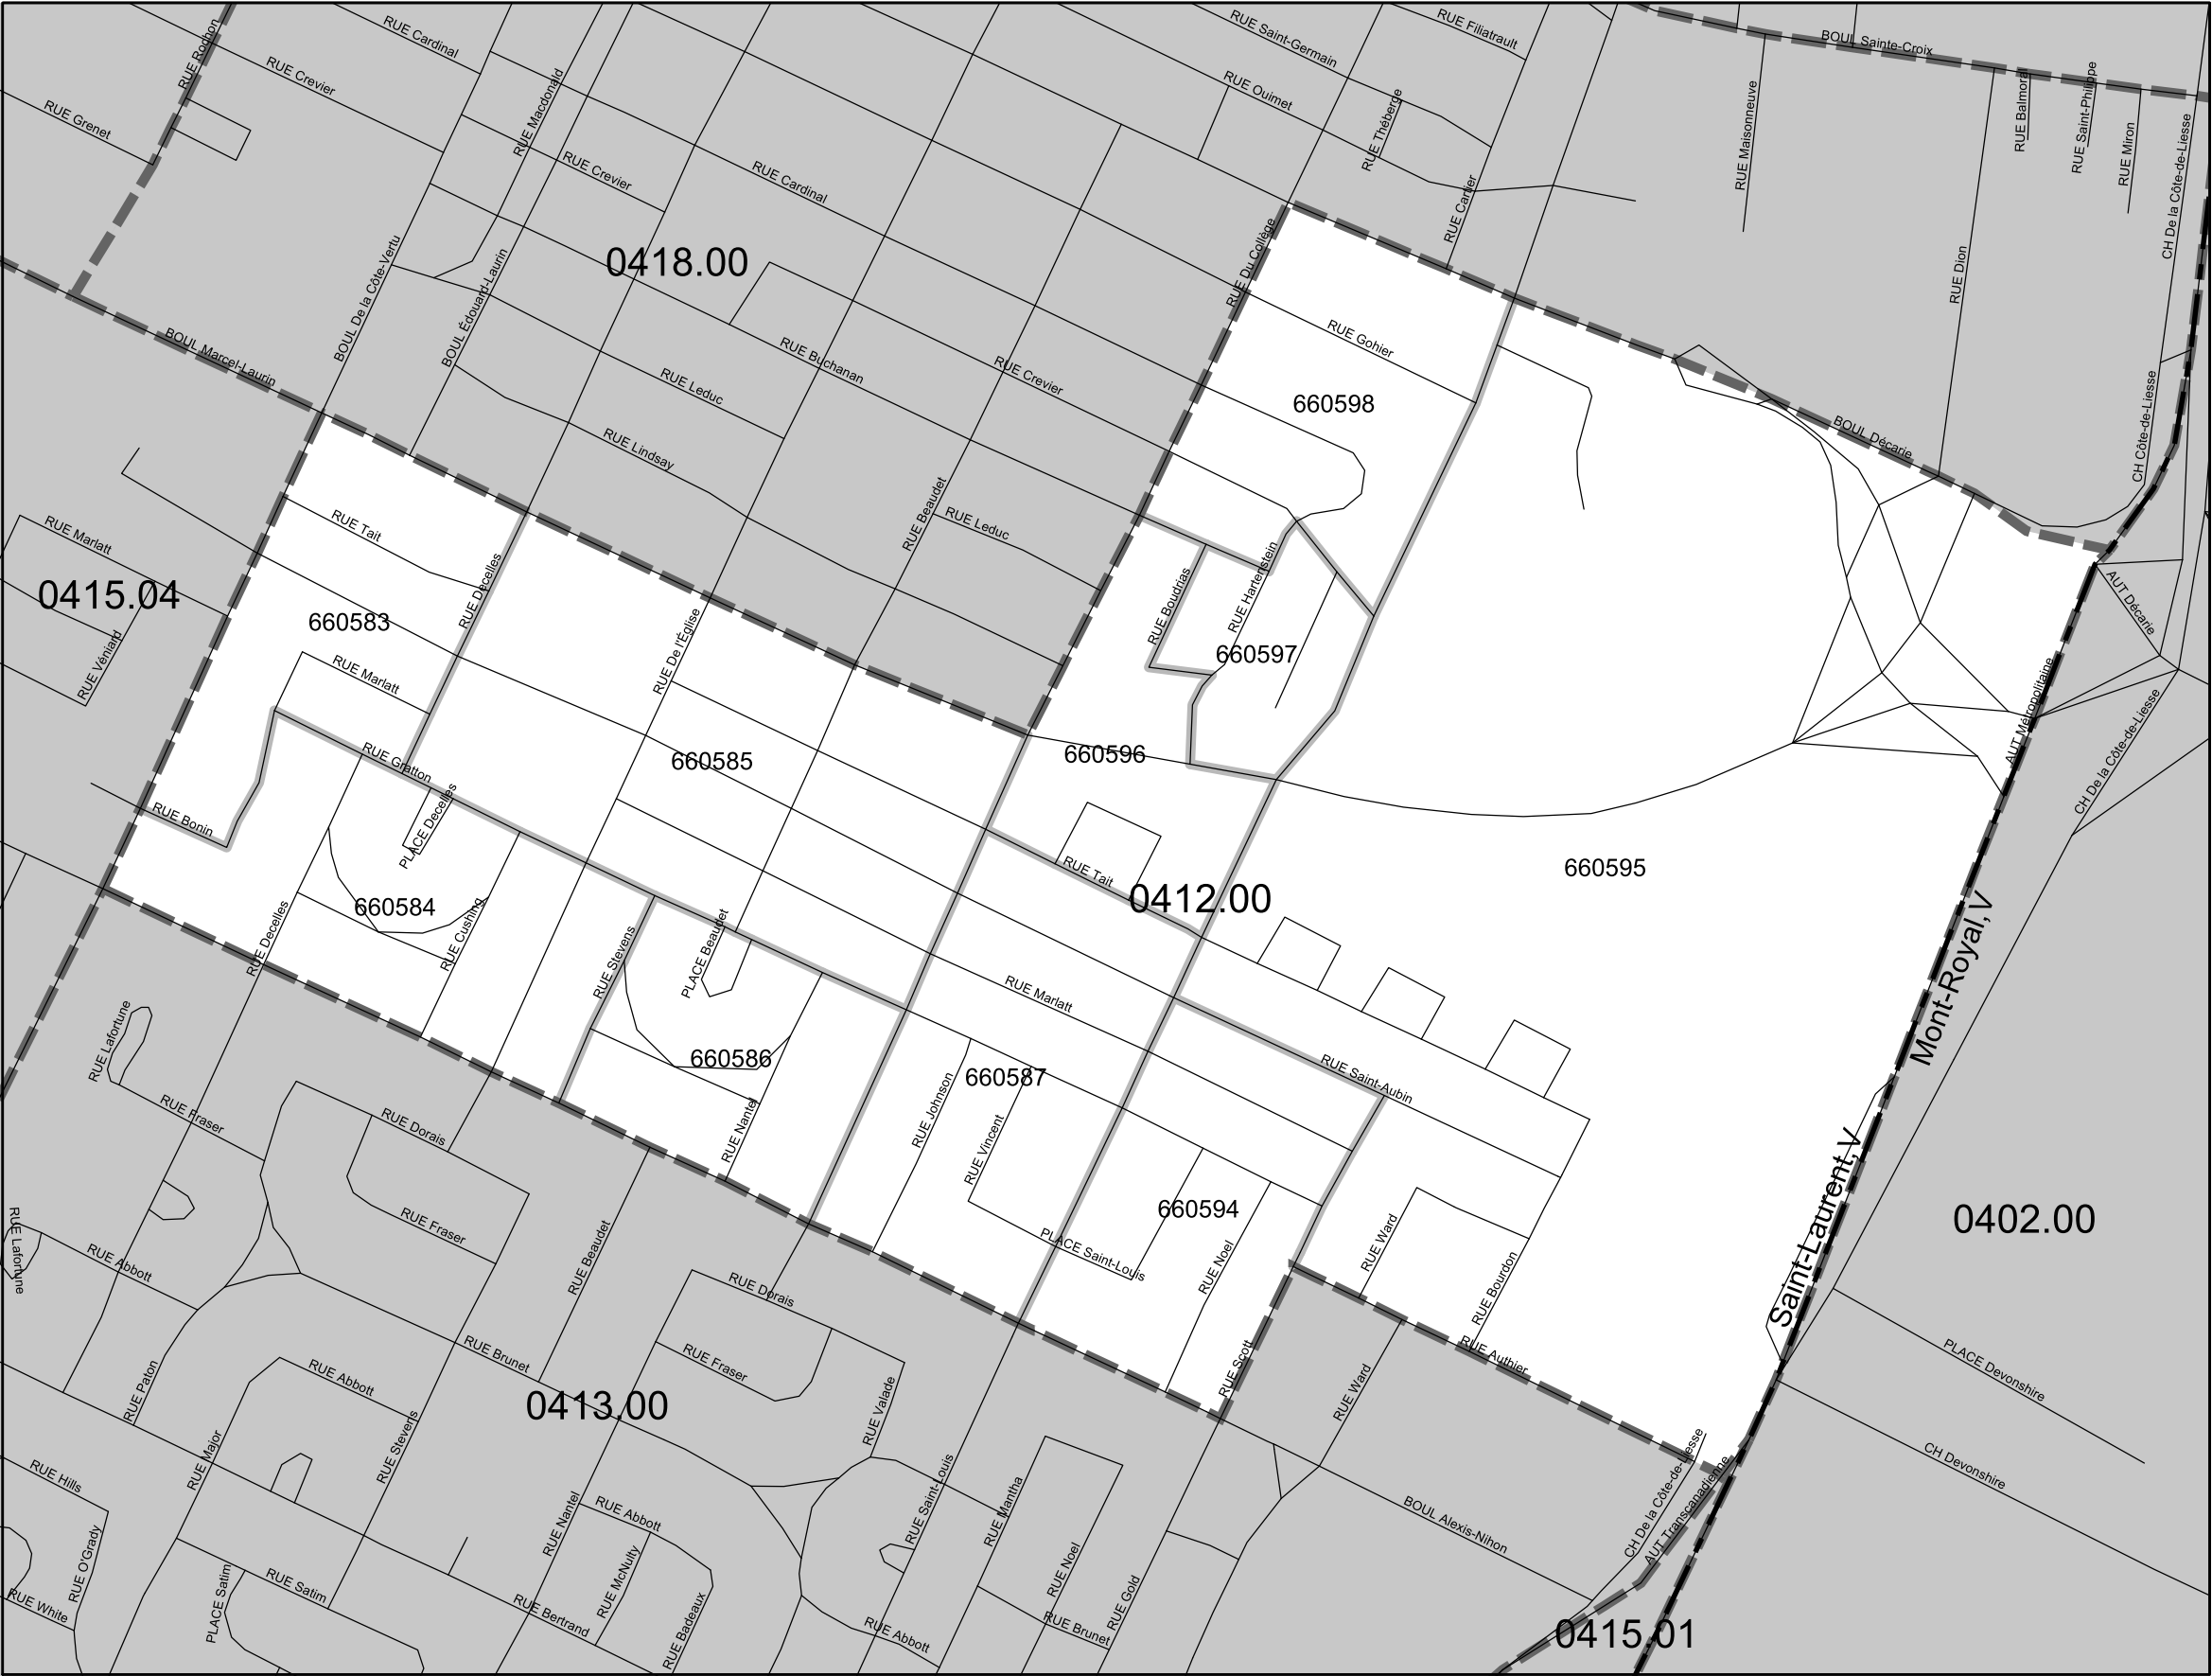 RUE Cardinal
RUE Saint-Germain
RUE Filiatrault
BOUL Sainte-Croix
RUE Rochon
RUE Crevier
RUE Grenet
RUE Macdonald
RUE Ouimet
RUE Théberge
RUE Maisonneuve
RUE Balmoral
RUE Saint-Philippe
RUE Miron
CH De la Côte-de-Liesse
RUE Crevier
RUE Cardinal
RUE Cartier
0418.00
RUE Du Collège
RUE Dion
BOUL De la Côte-Vertu
BOUL Édouard-Laurin
BOUL Marcel-Laurin
RUE Buchanan
RUE Leduc
RUE Crevier
RUE Gohier
660598
CH Côte-de-Liesse
BOUL Décarie
RUE Lindsay
RUE Beaudet
RUE Leduc
RUE Marlatt
RUE Tait
0415.04
RUE Véniard
660583
RUE Decelles
RUE Boudrias
RUE Hartenstein
AUT Décarie
RUE De l'Église
660597
RUE Marlatt
AUT Métropolitaine
CH De la Côte-de-Liesse
RUE Gratton
660585
660596
PLACE Decelles
RUE Bonin
RUE Tait
660595
0412.00
660584
RUE Decelles
RUE Cushing
RUE Stevens
PLACE Beaudet
Mont-Royal, V
RUE Marlatt
RUE Lafortune
660586
660587
RUE Saint-Aubin
RUE Fraser
RUE Dorais
RUE Nantel
RUE Johnson
RUE Vincent
Saint-Laurent, V
0402.00
RUE Lafortune
RUE Fraser
RUE Abbott
RUE Beaudet
660594
PLACE Saint-Louis
RUE Noel
RUE Ward
RUE Bourdon
RUE Dorais
RUE Brunet
RUE Fraser
RUE Authier
PLACE Devonshire
RUE Paton
RUE Abbott
0413.00
RUE Valade
RUE Scott
RUE Ward
RUE Major
RUE Stevens
RUE Hills
RUE Nantel
RUE Abbott
RUE Saint-Louis
RUE Mantha
BOUL Alexis-Nihon
CH De la Côte-de-Liesse
AUT Transcanadienne
CH Devonshire
RUE O'Grady
RUE White
PLACE Satim
RUE Satim
RUE Bertrand
RUE McNulty
RUE Badeaux
RUE Abbott
RUE Noel
RUE Brunet
RUE Gold
0415.01